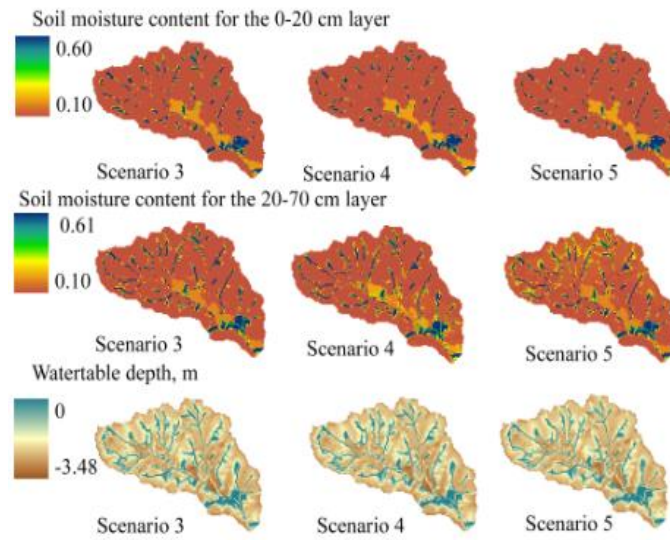 Soil moisture content for the 0-20 cm layer
0.60
0.10
Scenario 3 Scenario 4 Scenario 5
Soil moisture content for the 20-70 cm layer
0.61
0.10
Scenario 3 Scenario 4 Scenario 5
Watertable depth, m
0
-3.48
Scenario 3 Scenario 4 Scenario 5